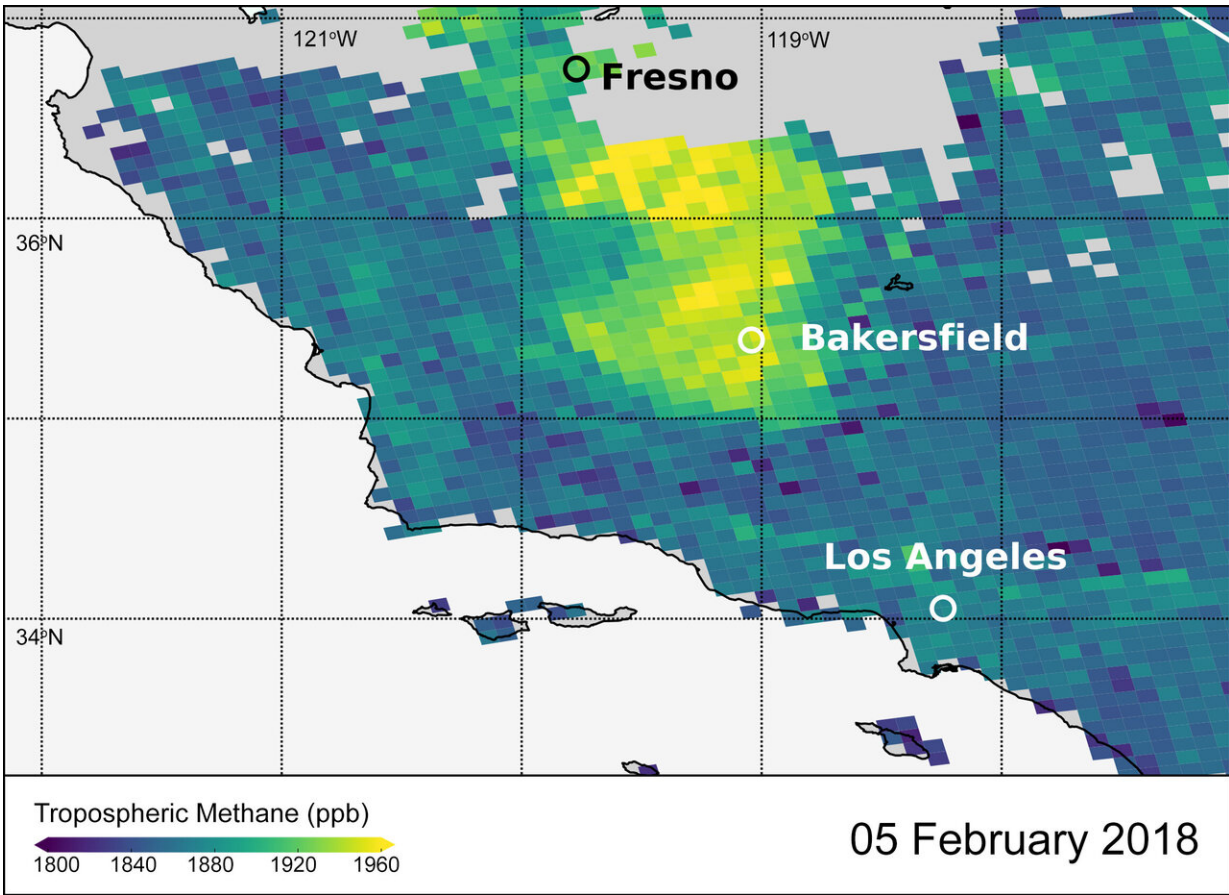 121°W
119°W
Fresno
36°N
Bakersfield
Los Angeles
34°N
Tropospheric Methane (ppb)
1800 1840 1880 1920 1960
05 February 2018